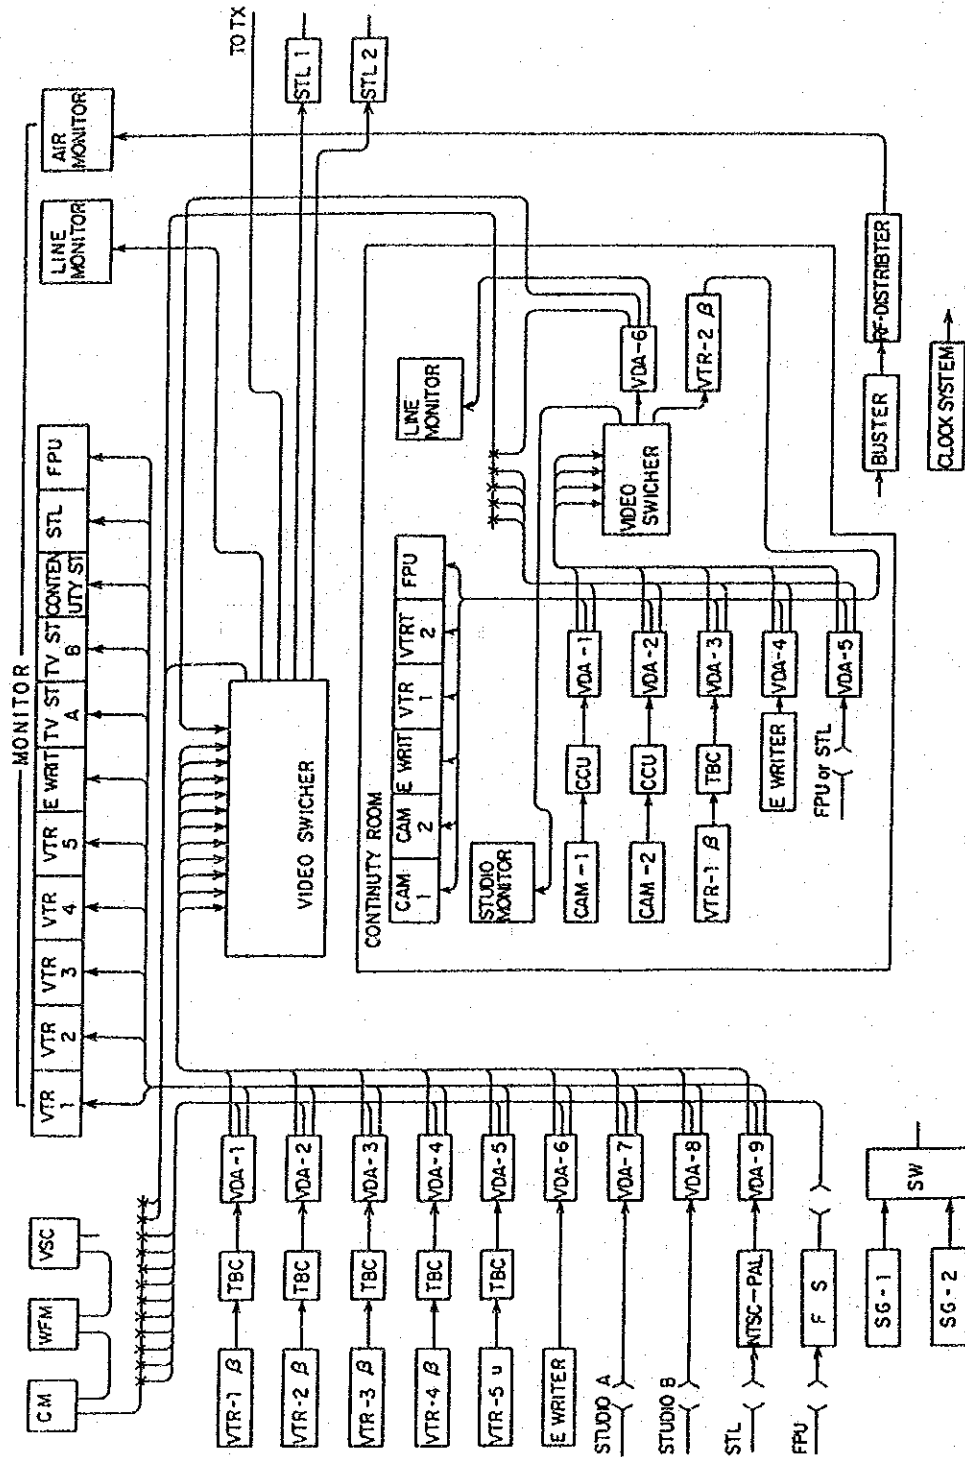 MONITOR
VTR
1
VTR
2
VTR
3
VTR
4
VTR
5
E WRIT
TV ST
A
TV ST
B
CONTEN
UTY ST
STL
FPU
LINE
MONITOR
AIR
MONITOR
CM
WFM
VSC
TO TX
STL 1
STL 2
VIDEO SWICHER
VTR-1 β
TBC
VDA-1
VTR-2 β
TBC
VDA-2
VTR-3 β
TBC
VDA-3
VTR-4 β
TBC
VDA-4
VTR-5 u
TBC
VDA-5
E WRITER
VDA-6
STUDIO A
VDA-7
STUDIO B
VDA-8
STL
NTSC-PAL
VDA-9
FPU
F S
SG-1
SG-2
SW
CONTINUTY ROOM
CAM
1
CAM
2
E WRIT
VTR
1
VTRT
2
FPU
LINE
MONITOR
STUDIO
MONITOR
VIDEO
SWICHER
VDA-6
VTR-2 β
CAM-1
CCU
VDA-1
CAM-2
CCU
VDA-2
VTR-1 β
TBC
VDA-3
E WRITER
VDA-4
FPU or STL
VDA-5
BUSTER
RF-DISTRIBTER
CLOCK SYSTEM